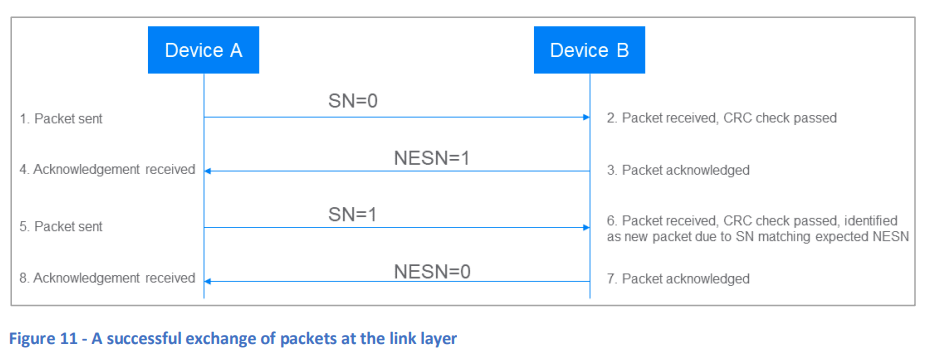 Device A
Device B
SN=0
1. Packet sent
2. Packet received, CRC check passed
NESN=1
4. Acknowledgement received
3. Packet acknowledged
SN=1
5. Packet sent
6. Packet received, CRC check passed, identified
as new packet due to SN matching expected NESN
NESN=0
8. Acknowledgement received
7. Packet acknowledged
Figure 11 - A successful exchange of packets at the link layer